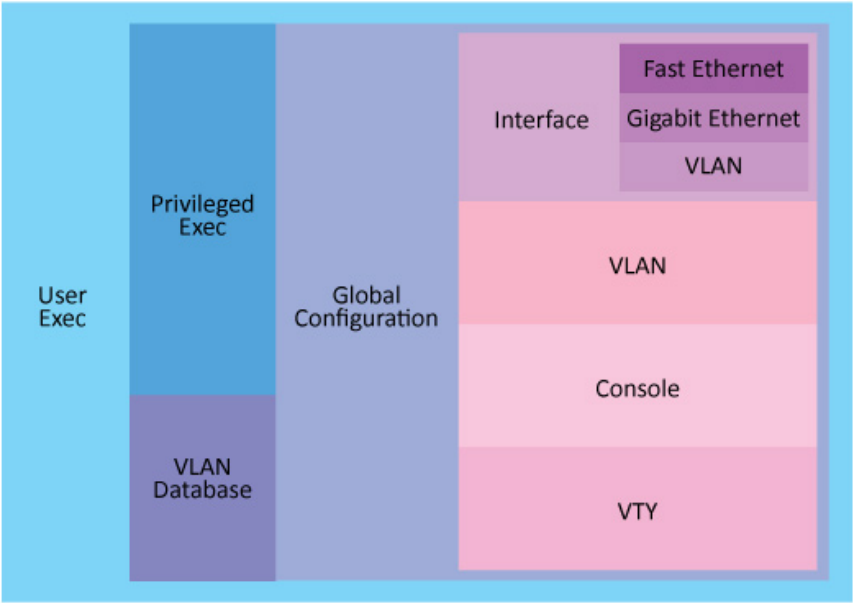 User
Exec
Privileged
Exec
VLAN
Database
Global
Configuration
Interface
Fast Ethernet
Gigabit Ethernet
VLAN
VLAN
Console
VTY